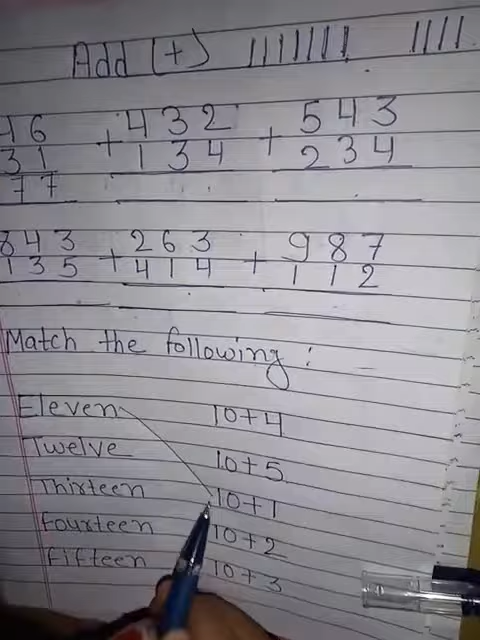 Add (+) ||||||| ||||
46 + 432 + 543
31 134 234
77
843 263 + 987
135 + 414 112
Match the following :
Eleven 10+4
Twelve 10+5
Thirteen 10+1
Fourteen 10+2
Fifteen 10+3